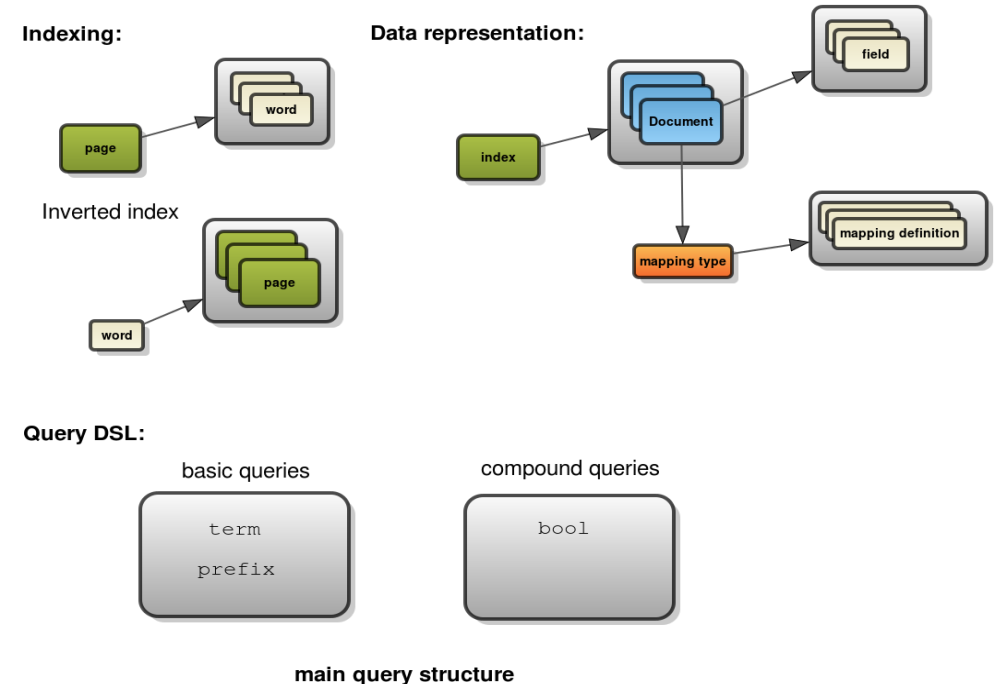 Indexing:
word
page
Inverted index
page
word
Data representation:
field
Document
index
mapping type
mapping definition
Query DSL:
basic queries
term
prefix
compound queries
bool
main query structure